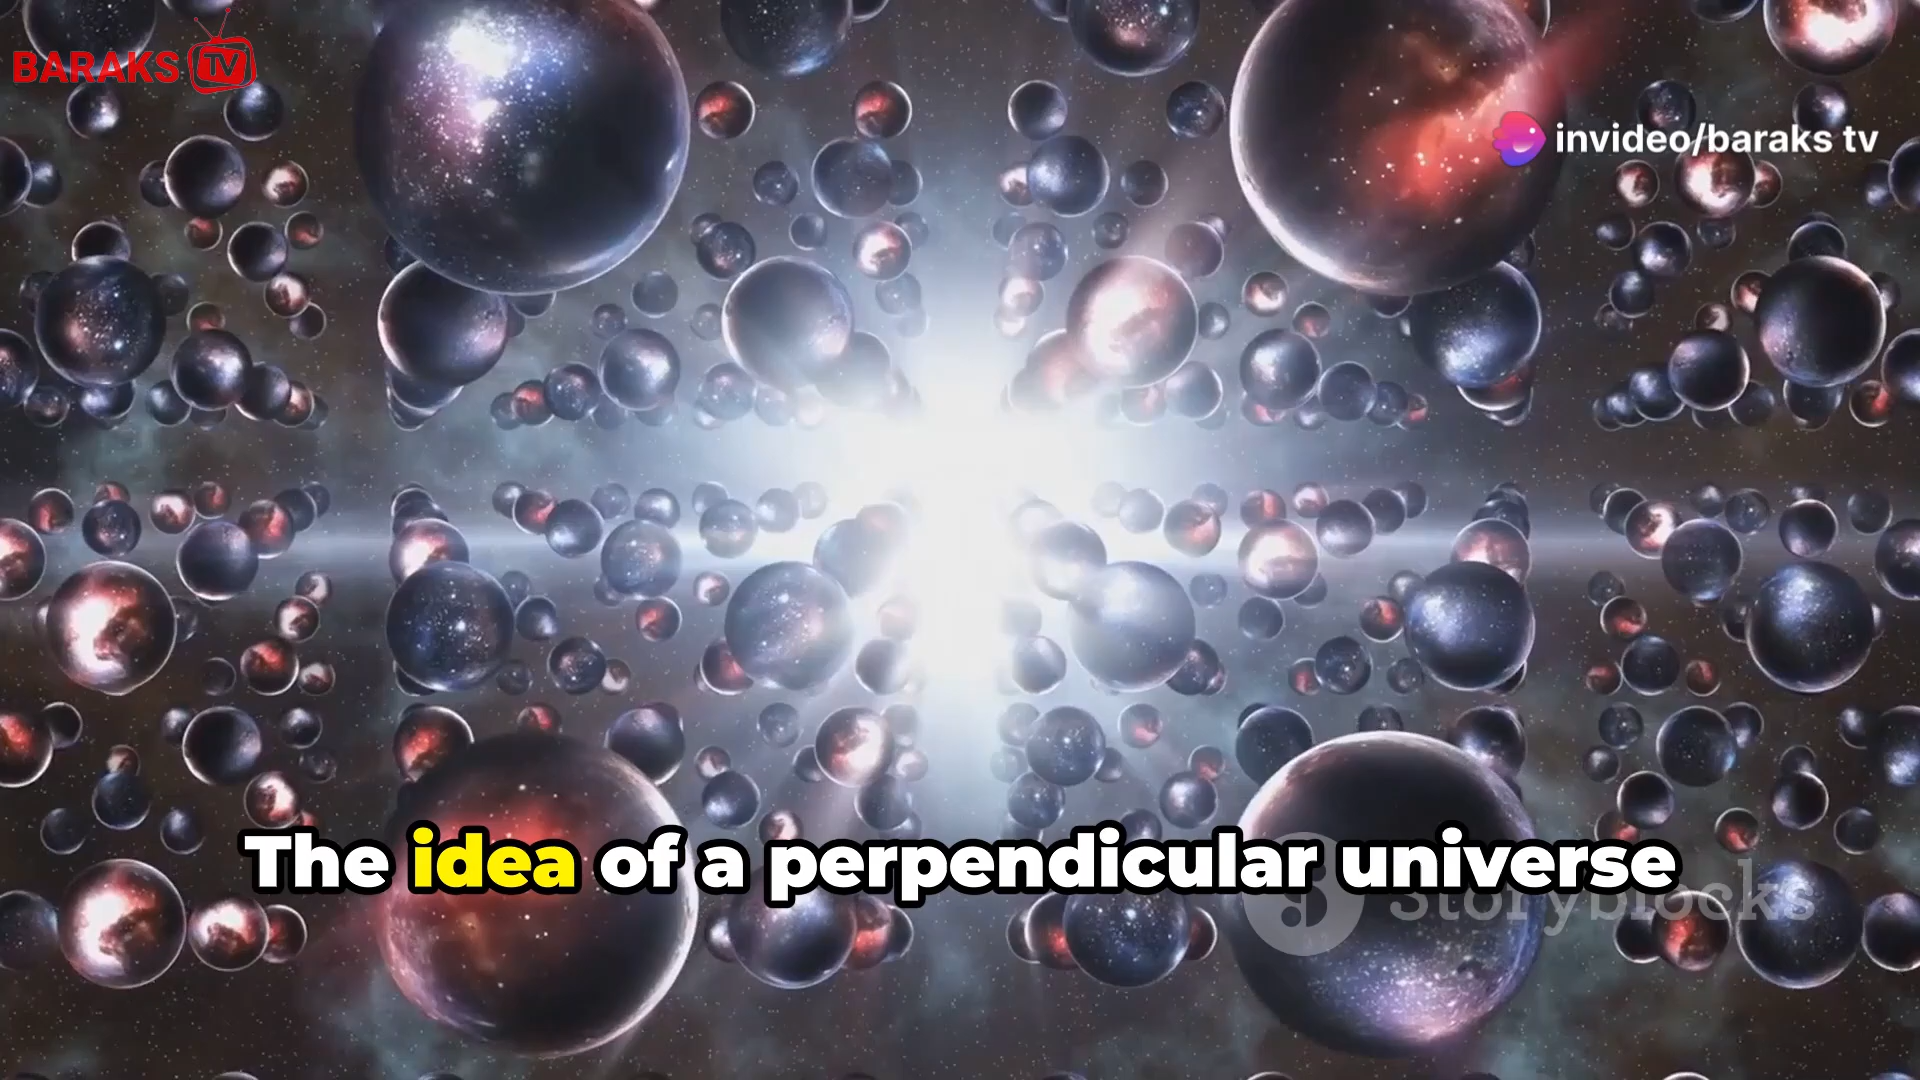 BARAKS TV
invideo/baraks tv
The idea of a perpendicular universe
Storyblocks